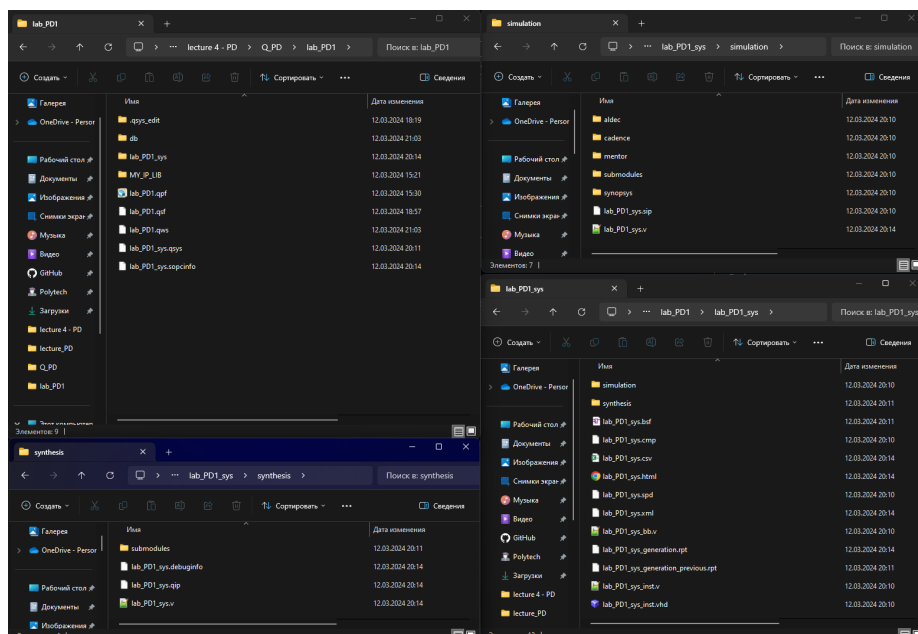 lab_PD1
lecture 4 - PD > Q_PD > lab_PD1 >
Поиск в: lab_PD1
Создать
Сортировать
Сведения
Имя
Дата изменения
Галерея
OneDrive - Persor
Рабочий стол
Документы
Изображения
Снимки экран
Музыка
Видео
GitHub
Polytech
Загрузки
lecture 4 - PD
lecture_PD
Q_PD
lab_PD1
Этот компьютер
.qsys_edit 12.03.2024 18:19
db 12.03.2024 21:03
lab_PD1_sys 12.03.2024 20:14
MY_IP_LIB 12.03.2024 15:21
lab_PD1.qpf 12.03.2024 15:30
lab_PD1.qsf 12.03.2024 18:57
lab_PD1.qws 12.03.2024 21:03
lab_PD1_sys.qsys 12.03.2024 20:11
lab_PD1_sys.sopcinfo 12.03.2024 20:14
Элементов: 9
simulation
lab_PD1_sys > simulation >
Поиск в: simulation
Создать
Сортировать
Сведения
Имя
Дата изменения
Галерея
OneDrive - Persor
Рабочий стол
Документы
Изображения
Снимки экран
Музыка
Видео
aldec 12.03.2024 20:10
cadence 12.03.2024 20:10
mentor 12.03.2024 20:10
submodules 12.03.2024 20:10
synopsys 12.03.2024 20:10
lab_PD1_sys.sip 12.03.2024 20:10
lab_PD1_sys.v 12.03.2024 20:14
Элементов: 7
synthesis
lab_PD1_sys > synthesis >
Поиск в: synthesis
Создать
Сортировать
Сведения
Имя
Дата изменения
Галерея
OneDrive - Persor
Рабочий стол
Документы
Изображения
submodules 12.03.2024 20:11
lab_PD1_sys.debuginfo 12.03.2024 20:14
lab_PD1_sys.qip 12.03.2024 20:14
lab_PD1_sys.v 12.03.2024 20:14
lab_PD1_sys
lab_PD1 > lab_PD1_sys >
Поиск в: lab_PD1_sys
Создать
Сортировать
Сведения
Имя
Дата изменения
Галерея
OneDrive - Persor
Рабочий стол
Документы
Изображения
Снимки экран
Музыка
Видео
GitHub
Polytech
Загрузки
lecture 4 - PD
lecture_PD
simulation 12.03.2024 20:10
synthesis 12.03.2024 20:11
lab_PD1_sys.bsf 12.03.2024 20:11
lab_PD1_sys.cmp 12.03.2024 20:10
lab_PD1_sys.csv 12.03.2024 20:14
lab_PD1_sys.html 12.03.2024 20:14
lab_PD1_sys.spd 12.03.2024 20:10
lab_PD1_sys.xml 12.03.2024 20:14
lab_PD1_sys_bb.v 12.03.2024 20:10
lab_PD1_sys_generation.rpt 12.03.2024 20:14
lab_PD1_sys_generation_previous.rpt 12.03.2024 20:11
lab_PD1_sys_inst.v 12.03.2024 20:10
lab_PD1_sys_inst.vhd 12.03.2024 20:10